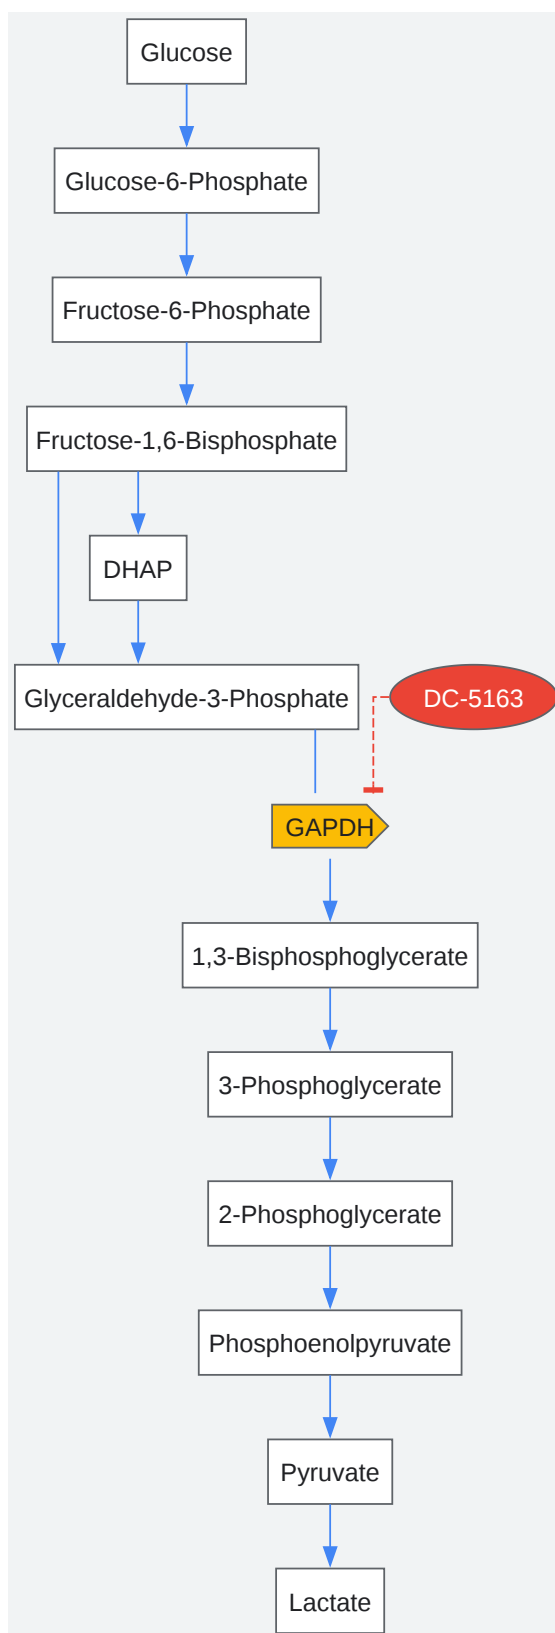 Glucose
Glucose-6-Phosphate
Fructose-6-Phosphate
Fructose-1,6-Bisphosphate
DHAP
Glyceraldehyde-3-Phosphate
DC-5163
GAPDH
1,3-Bisphosphoglycerate
3-Phosphoglycerate
2-Phosphoglycerate
Phosphoenolpyruvate
Pyruvate
Lactate